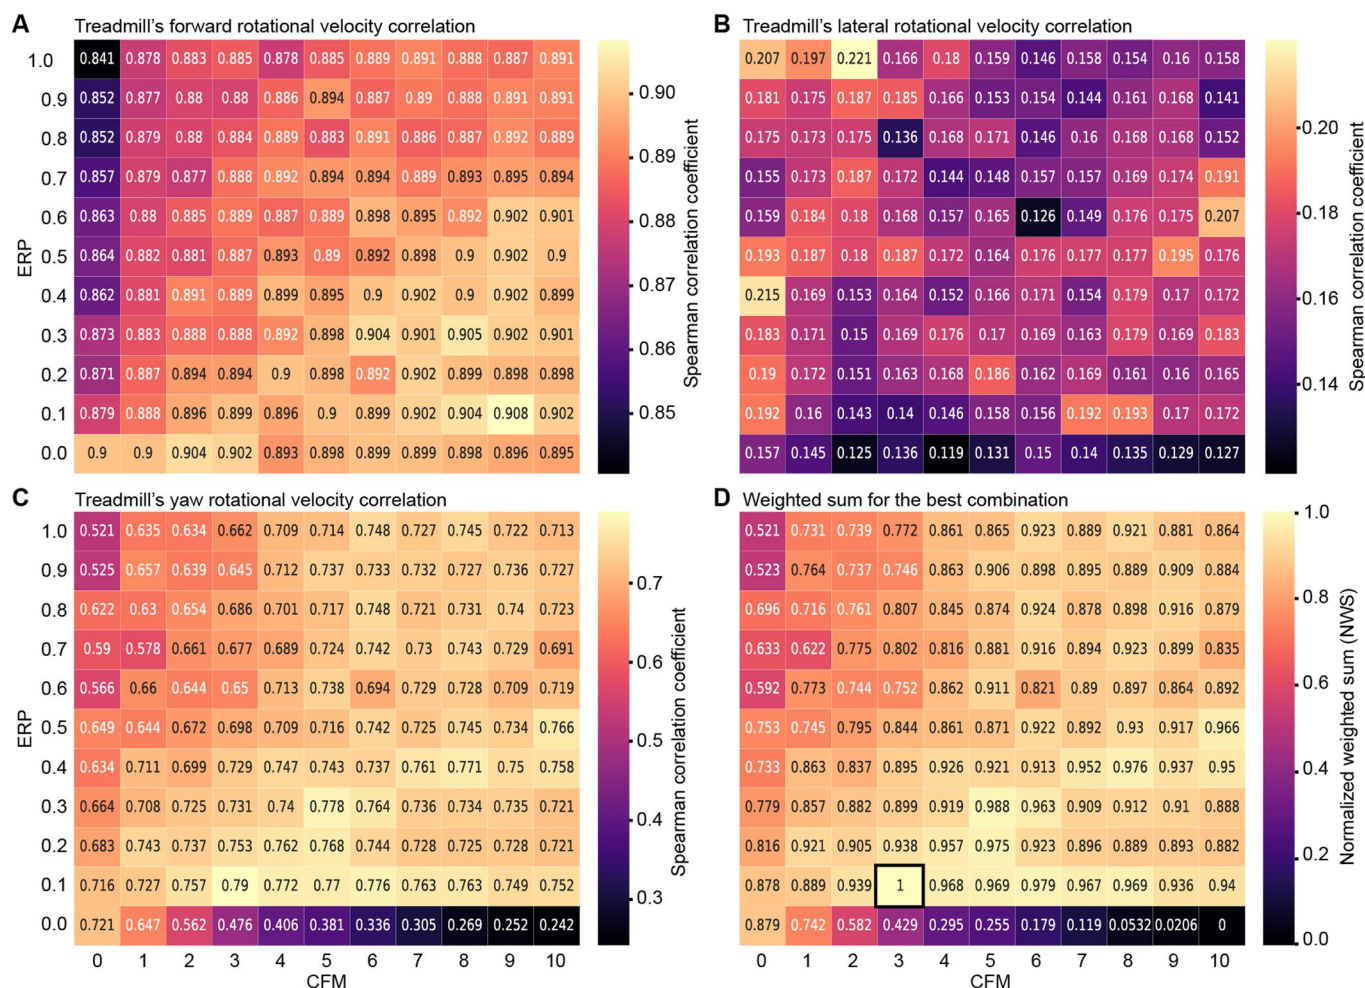 A Treadmill's forward rotational velocity correlation
1.0 0.841 0.878 0.883 0.885 0.878 0.885 0.889 0.891 0.888 0.887 0.891
0.9 0.852 0.877 0.88 0.88 0.886 0.894 0.887 0.89 0.888 0.891 0.891
0.8 0.852 0.879 0.88 0.884 0.889 0.883 0.891 0.886 0.887 0.892 0.889
0.7 0.857 0.879 0.877 0.888 0.892 0.894 0.894 0.889 0.893 0.895 0.894
0.6 0.863 0.88 0.885 0.889 0.887 0.889 0.898 0.895 0.892 0.902 0.901
0.5 0.864 0.882 0.881 0.887 0.893 0.89 0.892 0.898 0.9 0.902 0.9
0.4 0.862 0.881 0.891 0.889 0.899 0.895 0.9 0.902 0.9 0.902 0.899
0.3 0.873 0.883 0.888 0.888 0.892 0.898 0.904 0.901 0.905 0.902 0.901
0.2 0.871 0.887 0.894 0.894 0.9 0.898 0.892 0.902 0.899 0.898 0.898
0.1 0.879 0.888 0.896 0.899 0.896 0.9 0.899 0.902 0.904 0.908 0.902
0.0 0.9 0.9 0.904 0.902 0.893 0.898 0.899 0.899 0.898 0.896 0.895
ERP
0.90
0.89
0.88
0.87
0.86
0.85
Spearman correlation coefficient
B Treadmill's lateral rotational velocity correlation
0.207 0.197 0.221 0.166 0.18 0.159 0.146 0.158 0.154 0.16 0.158
0.181 0.175 0.187 0.185 0.166 0.153 0.154 0.144 0.161 0.168 0.141
0.175 0.173 0.175 0.136 0.168 0.171 0.146 0.16 0.168 0.168 0.152
0.155 0.173 0.187 0.172 0.144 0.148 0.157 0.157 0.169 0.174 0.191
0.159 0.184 0.18 0.168 0.157 0.165 0.126 0.149 0.176 0.175 0.207
0.193 0.187 0.18 0.187 0.172 0.164 0.176 0.177 0.177 0.195 0.176
0.215 0.169 0.153 0.164 0.152 0.166 0.171 0.154 0.179 0.17 0.172
0.183 0.171 0.15 0.169 0.176 0.17 0.169 0.163 0.179 0.169 0.183
0.19 0.172 0.151 0.163 0.168 0.186 0.162 0.169 0.161 0.16 0.165
0.192 0.16 0.143 0.14 0.146 0.158 0.156 0.192 0.193 0.17 0.172
0.157 0.145 0.125 0.136 0.119 0.131 0.15 0.14 0.135 0.129 0.127
0.20
0.18
0.16
0.14
Spearman correlation coefficient
C Treadmill's yaw rotational velocity correlation
1.0 0.521 0.635 0.634 0.662 0.709 0.714 0.748 0.727 0.745 0.722 0.713
0.9 0.525 0.657 0.639 0.645 0.712 0.737 0.733 0.732 0.727 0.736 0.727
0.8 0.622 0.63 0.654 0.686 0.701 0.717 0.748 0.721 0.731 0.74 0.723
0.7 0.59 0.578 0.661 0.677 0.689 0.724 0.742 0.73 0.743 0.729 0.691
0.6 0.566 0.66 0.644 0.65 0.713 0.738 0.694 0.729 0.728 0.709 0.719
0.5 0.649 0.644 0.672 0.698 0.709 0.716 0.742 0.725 0.745 0.734 0.766
0.4 0.634 0.711 0.699 0.729 0.747 0.743 0.737 0.761 0.771 0.75 0.758
0.3 0.664 0.708 0.725 0.731 0.74 0.778 0.764 0.736 0.734 0.735 0.721
0.2 0.683 0.743 0.737 0.753 0.762 0.768 0.744 0.728 0.725 0.728 0.721
0.1 0.716 0.727 0.757 0.79 0.772 0.77 0.776 0.763 0.763 0.749 0.752
0.0 0.721 0.647 0.562 0.476 0.406 0.381 0.336 0.305 0.269 0.252 0.242
0 1 2 3 4 5 6 7 8 9 10
ERP
CFM
0.7
0.6
0.5
0.4
0.3
Spearman correlation coefficient
D Weighted sum for the best combination
0.521 0.731 0.739 0.772 0.861 0.865 0.923 0.889 0.921 0.881 0.864
0.523 0.764 0.737 0.746 0.863 0.906 0.898 0.895 0.889 0.909 0.884
0.696 0.716 0.761 0.807 0.845 0.874 0.924 0.878 0.898 0.916 0.879
0.633 0.622 0.775 0.802 0.816 0.881 0.916 0.894 0.923 0.899 0.835
0.592 0.773 0.744 0.752 0.862 0.911 0.821 0.89 0.897 0.864 0.892
0.753 0.745 0.795 0.844 0.861 0.871 0.922 0.892 0.93 0.917 0.966
0.733 0.863 0.837 0.895 0.926 0.921 0.913 0.952 0.976 0.937 0.95
0.779 0.857 0.882 0.899 0.919 0.988 0.963 0.909 0.912 0.91 0.888
0.816 0.921 0.905 0.938 0.957 0.975 0.923 0.896 0.889 0.893 0.882
0.878 0.889 0.939 1 0.968 0.969 0.979 0.967 0.969 0.936 0.94
0.879 0.742 0.582 0.429 0.295 0.255 0.179 0.119 0.0532 0.0206 0
0 1 2 3 4 5 6 7 8 9 10
CFM
1.0
0.8
0.6
0.4
0.2
0.0
Normalized weighted sum (NWS)